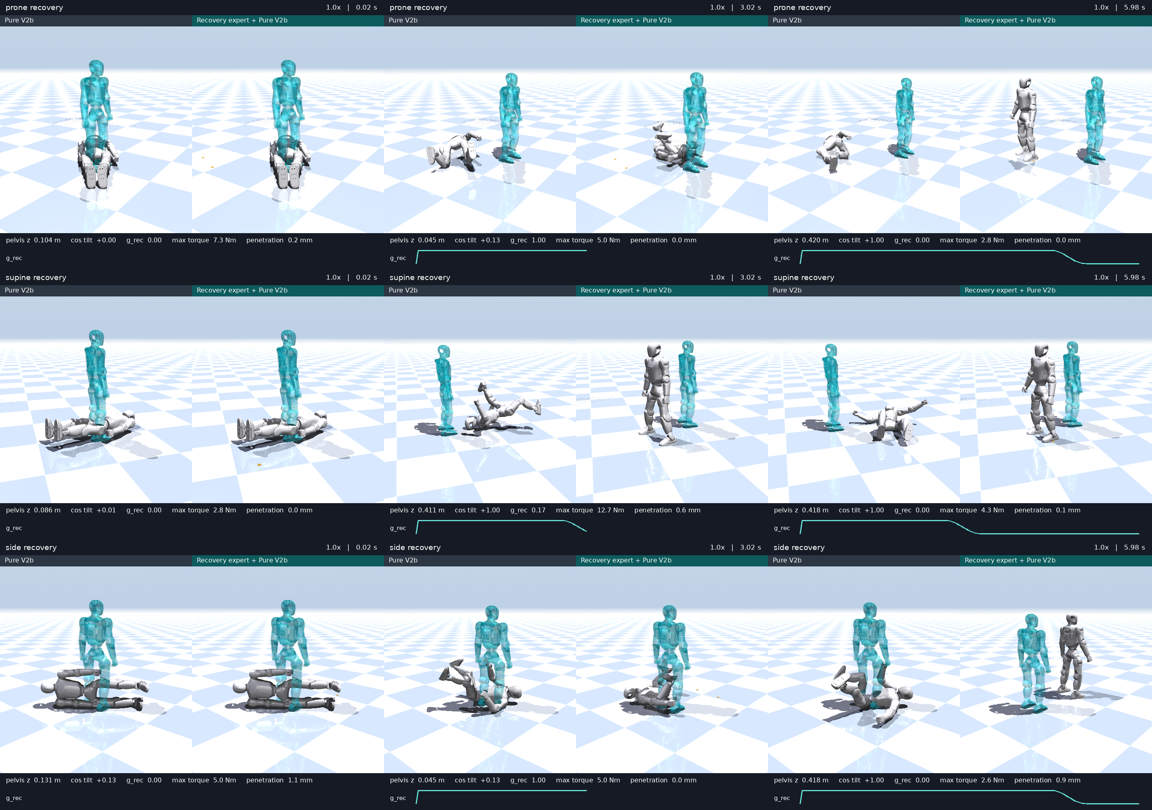 prone recovery 1.0x | 0.02 s
Pure V2b Recovery expert + Pure V2b
pelvis z 0.104 m cos tilt +0.00 g_rec 0.00 max torque 7.3 Nm penetration 0.2 mm
g_rec
prone recovery 1.0x | 3.02 s
Pure V2b Recovery expert + Pure V2b
pelvis z 0.045 m cos tilt +0.13 g_rec 1.00 max torque 5.0 Nm penetration 0.0 mm
g_rec
prone recovery 1.0x | 5.98 s
Pure V2b Recovery expert + Pure V2b
pelvis z 0.420 m cos tilt +1.00 g_rec 0.00 max torque 2.8 Nm penetration 0.0 mm
g_rec
supine recovery 1.0x | 0.02 s
Pure V2b Recovery expert + Pure V2b
pelvis z 0.086 m cos tilt +0.01 g_rec 0.00 max torque 2.8 Nm penetration 0.0 mm
g_rec
supine recovery 1.0x | 3.02 s
Pure V2b Recovery expert + Pure V2b
pelvis z 0.411 m cos tilt +1.00 g_rec 0.17 max torque 12.7 Nm penetration 0.6 mm
g_rec
supine recovery 1.0x | 5.98 s
Pure V2b Recovery expert + Pure V2b
pelvis z 0.418 m cos tilt +1.00 g_rec 0.00 max torque 4.3 Nm penetration 0.1 mm
g_rec
side recovery 1.0x | 0.02 s
Pure V2b Recovery expert + Pure V2b
pelvis z 0.131 m cos tilt +0.13 g_rec 0.00 max torque 5.0 Nm penetration 1.1 mm
g_rec
side recovery 1.0x | 3.02 s
Pure V2b Recovery expert + Pure V2b
pelvis z 0.045 m cos tilt +0.13 g_rec 1.00 max torque 5.0 Nm penetration 0.0 mm
g_rec
side recovery 1.0x | 5.98 s
Pure V2b Recovery expert + Pure V2b
pelvis z 0.418 m cos tilt +1.00 g_rec 0.00 max torque 2.6 Nm penetration 0.9 mm
g_rec